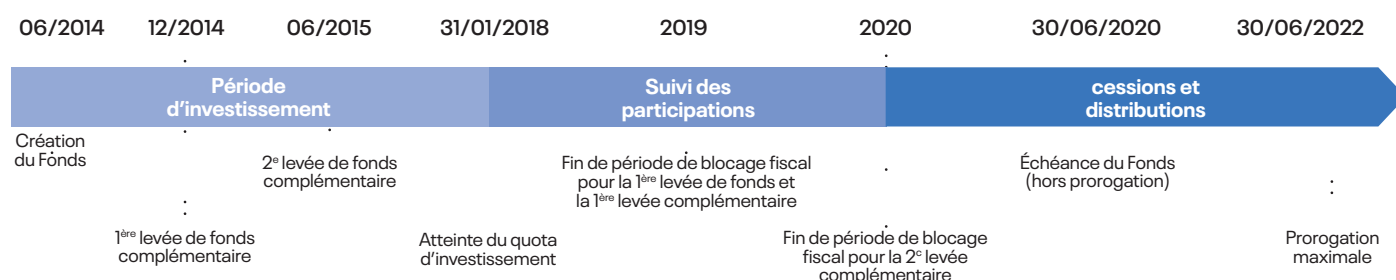 06/2014 12/2014 06/2015 31/01/2018 2019 2020 30/06/2020 30/06/2022
Période
d'investissement
Suivi des
participations
cessions et
distributions
Création
du Fonds
2e levée de fonds
complémentaire
Fin de période de blocage fiscal
pour la 1ère levée de fonds et
la 1ère levée complémentaire
Échéance du Fonds
(hors prorogation)
1ère levée de fonds
complémentaire
Atteinte du quota
d'investissement
Fin de période de blocage
fiscal pour la 2e levée
complémentaire
Prorogation
maximale